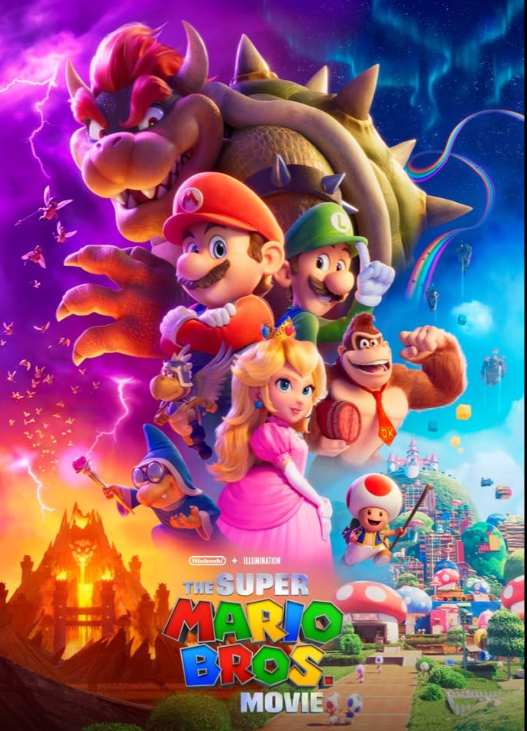 M
L
DK
Nintendo + ILLUMINATION
THE SUPER
MARIO
BROS.
MOVIE